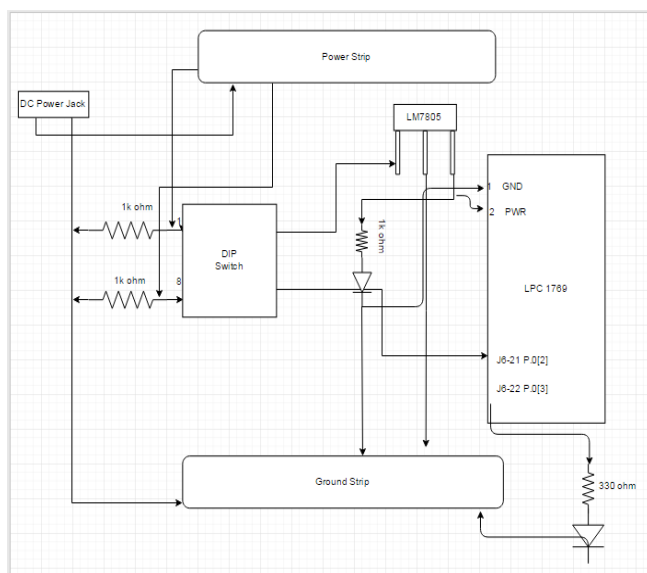 Power Strip
DC Power Jack
LM7805
1 GND
2 PWR
1k ohm
1
1k ohm
DIP
Switch
1k ohm
8
LPC 1769
J6-21 P.0[2]
J6-22 P.0[3]
Ground Strip
330 ohm